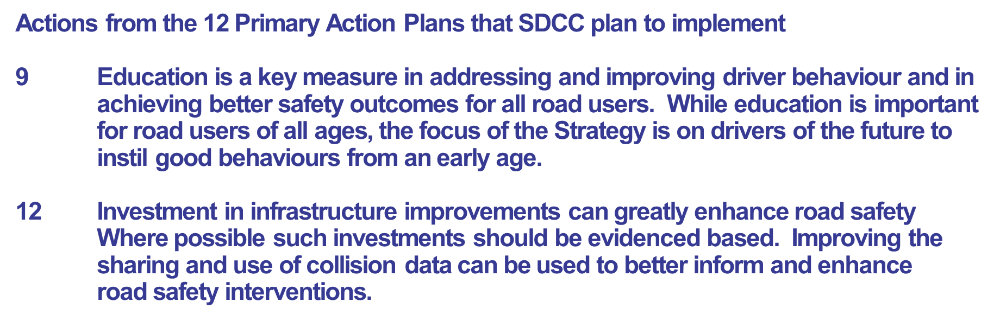 Actions from the 12 Primary Action Plans that SDCC plan to implement
9 Education is a key measure in addressing and improving driver behaviour and in
achieving better safety outcomes for all road users.  While education is important
for road users of all ages, the focus of the Strategy is on drivers of the future to
instil good behaviours from an early age.
12 Investment in infrastructure improvements can greatly enhance road safety
Where possible such investments should be evidenced based.  Improving the
sharing and use of collision data can be used to better inform and enhance
road safety interventions.